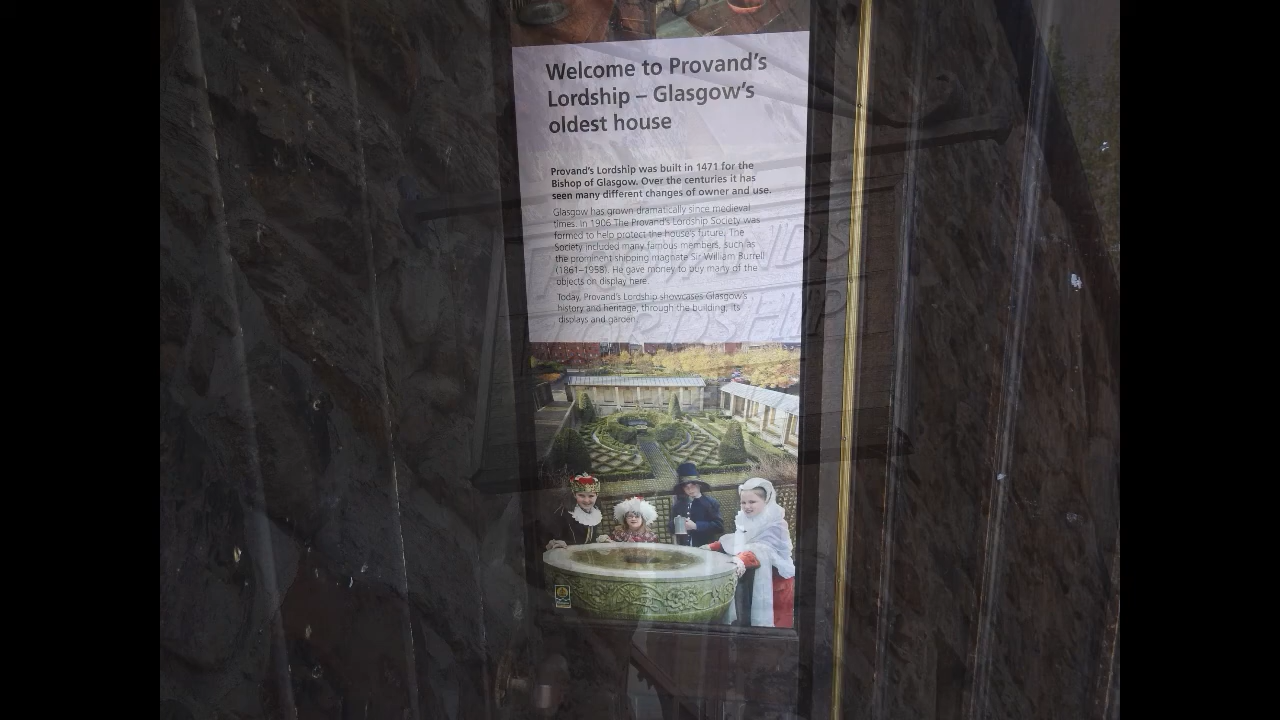 Welcome to Provand's
Lordship – Glasgow's
oldest house
Provand's Lordship was built in 1471 for the
Bishop of Glasgow. Over the centuries it has
seen many different changes of owner and use.
Glasgow has grown dramatically since medieval
times. In 1906 The Provand's Lordship Society was
formed to help protect the house's future. The
Society included many famous members, such as
the prominent shipping magnate Sir William Burrell
(1861–1958). He gave money to buy many of the
objects on display here.
Today, Provand's Lordship showcases Glasgow's
history and heritage, through the building, its
displays and garden.
PROVANDS
LORDSHIP